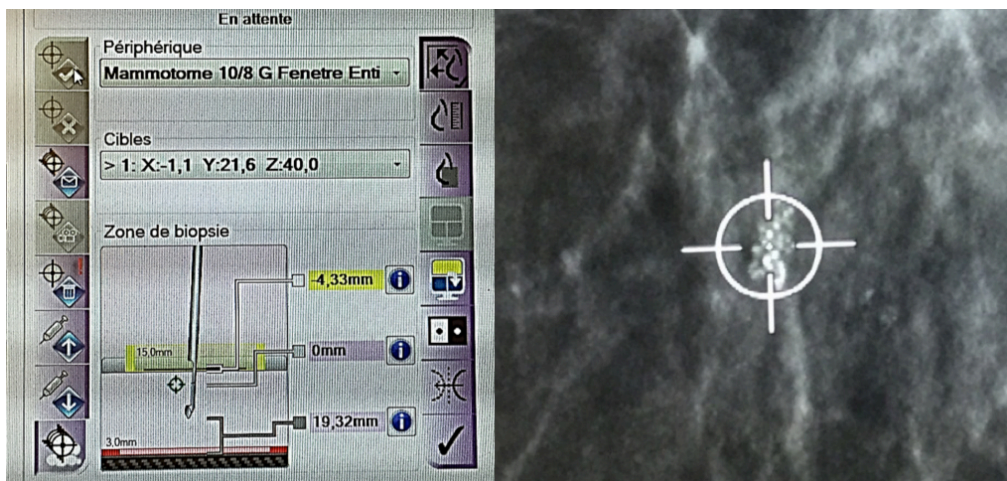 En attente
Périphérique
Mammotome 10/8 G Fenetre Enti
Cibles
> 1: X:-1,1 Y:21,6 Z:40,0
Zone de biopsie
-4,33mm
15,0mm
0mm
19,32mm
3,0mm